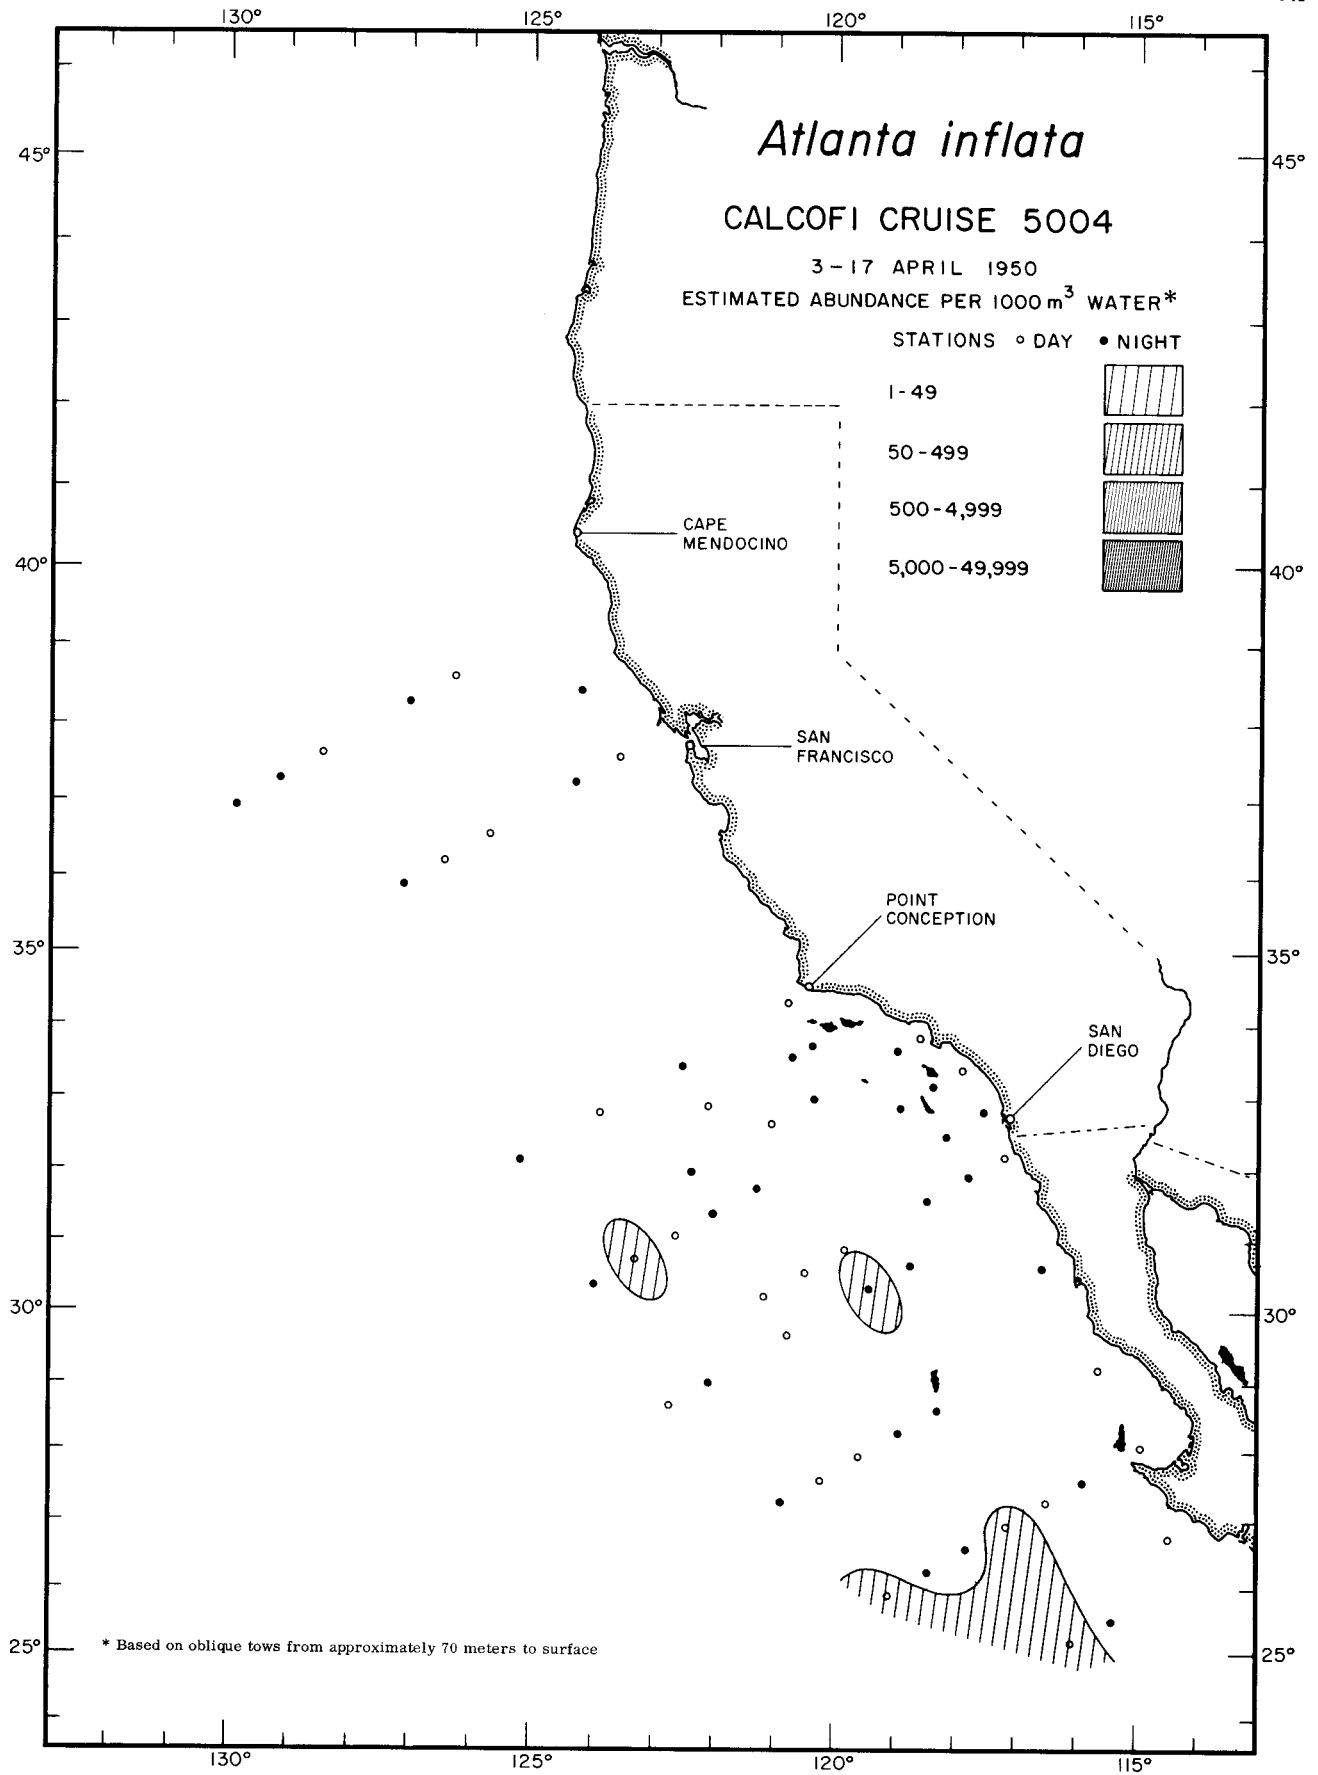 130° 125° 120° 115°
45° 45°
Atlanta inflata
CALCOFI CRUISE 5004
3-17 APRIL 1950
ESTIMATED ABUNDANCE PER 1000 m³ WATER*
STATIONS ○ DAY ● NIGHT
1-49
50-499
500-4,999
5,000-49,999
CAPE
MENDOCINO
40° 40°
SAN
FRANCISCO
POINT
CONCEPTION
35° 35°
SAN
DIEGO
30° 30°
25° 25°
* Based on oblique tows from approximately 70 meters to surface
130° 125° 120° 115°